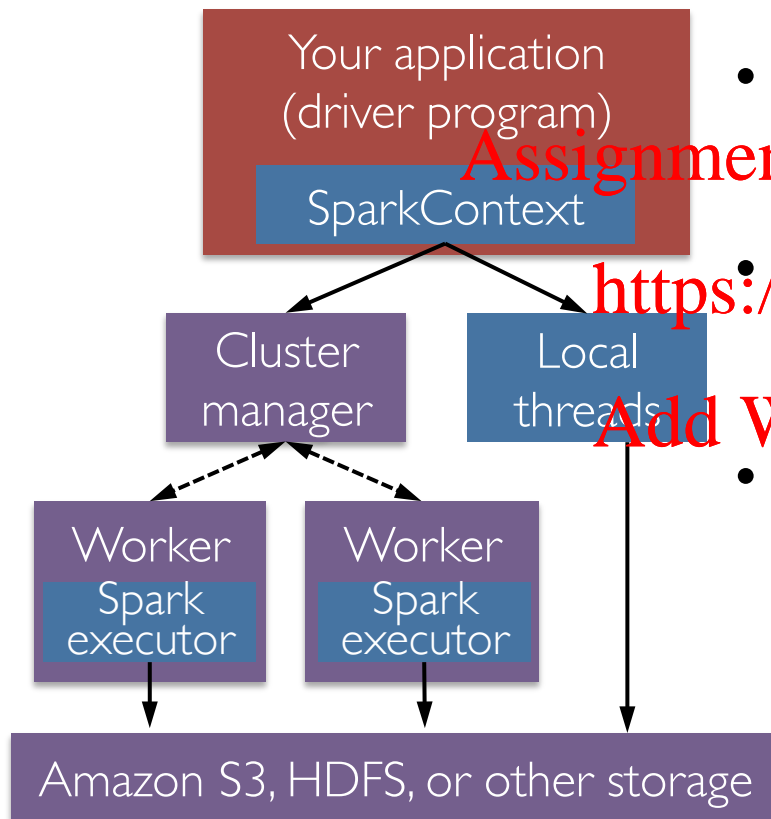 Your application
(driver program)
SparkContext
https:/
Cluster
manager
Local
threads
Add
Worker
Spark
executor
Worker
Spark
executor
Amazon S3, HDFS, or other storage